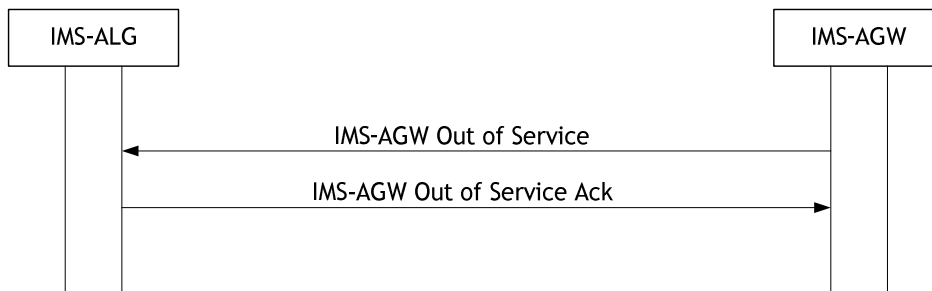 IMS-ALG
IMS-AGW
IMS-AGW Out of Service
IMS-AGW Out of Service Ack